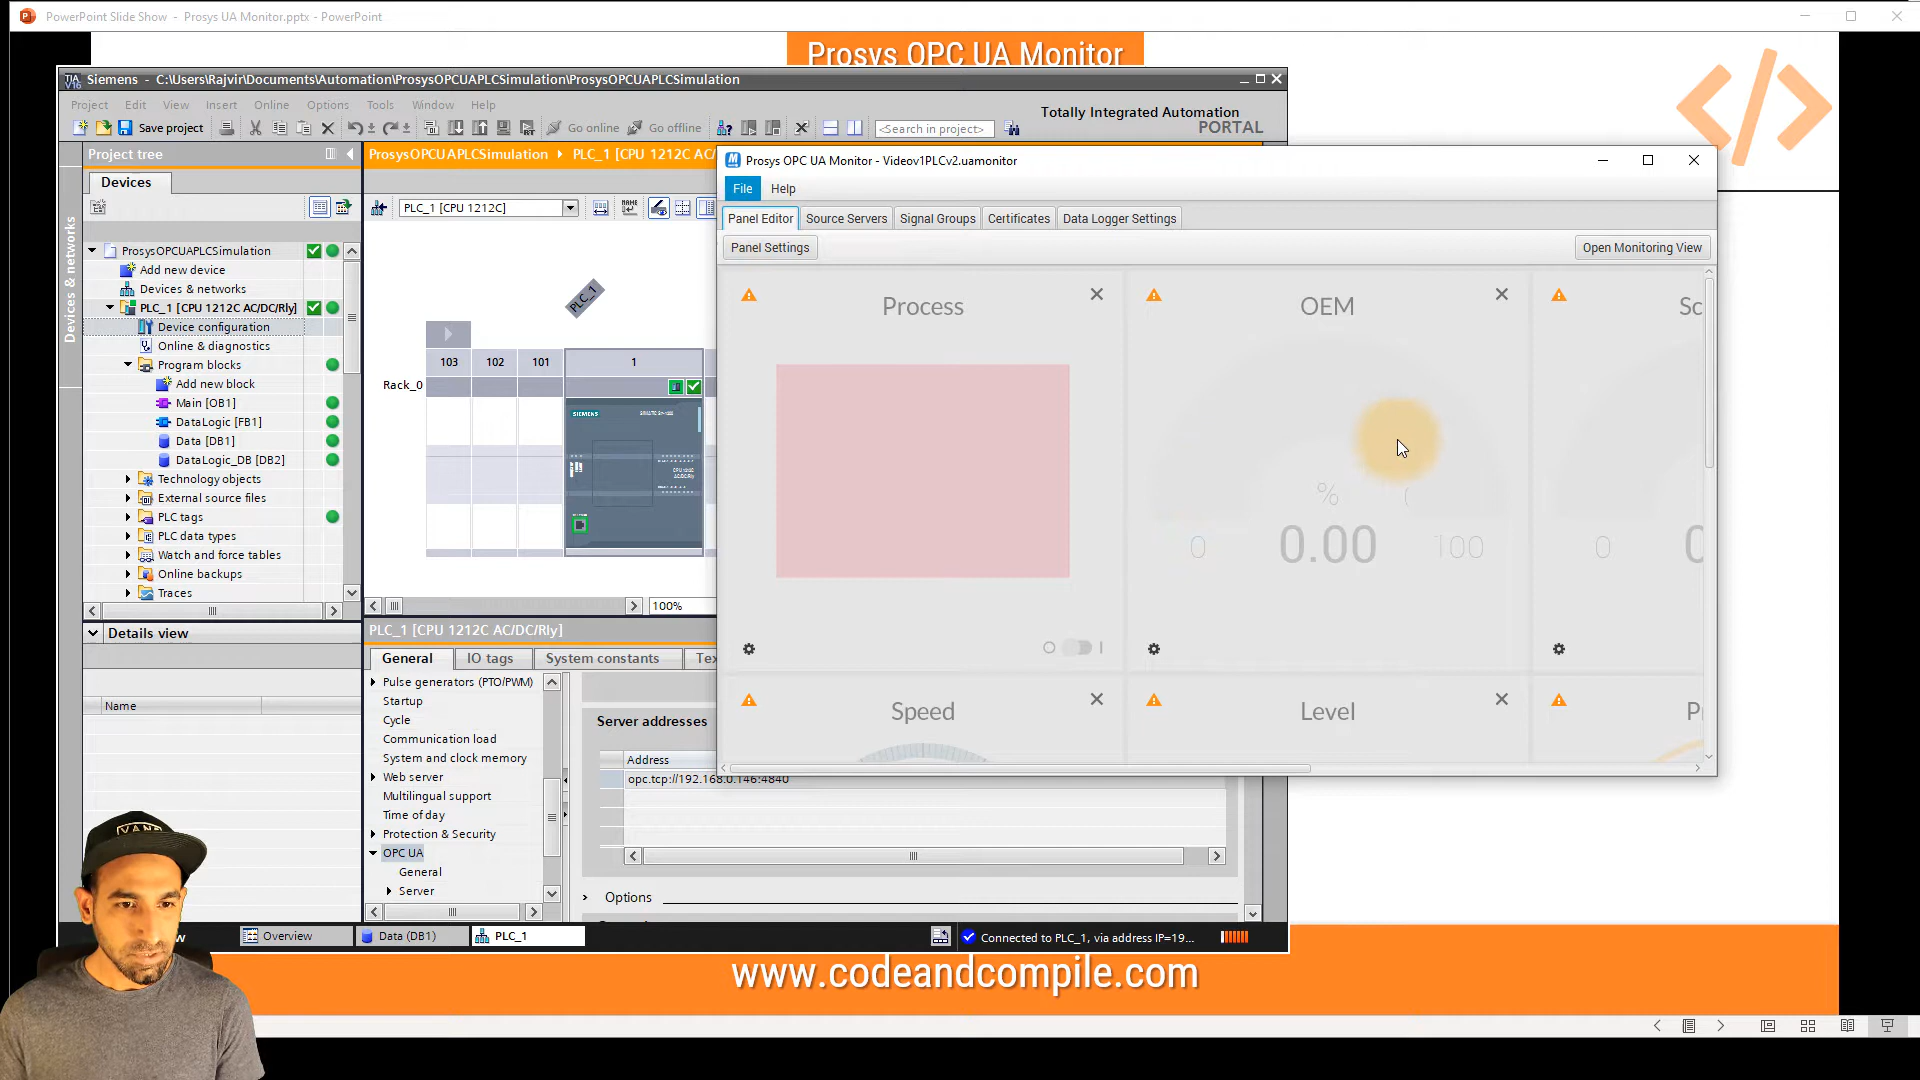 PowerPoint Slide Show - Prosys UA Monitor.pptx - PowerPoint
Prosys OPC UA Monitor
Siemens - C:\Users\Rajvir\Documents\Automation\ProsysOPCUAPLCSimulation\ProsysOPCUAPLCSimulation
Project Edit View Insert Online Options Tools Window Help
Totally Integrated Automation
PORTAL
Save project Go online Go offline <Search in project>
Project tree
ProsysOPCUAPLCSimulation PLC_1 [CPU 1212C AC/
Devices
PLC_1 [CPU 1212C]
Devices & networks
ProsysOPCUAPLCSimulation
Add new device
Devices & networks
PLC_1 [CPU 1212C AC/DC/Rly]
Device configuration
Online & diagnostics
Program blocks
Add new block
Main [OB1]
DataLogic [FB1]
Data [DB1]
DataLogic_DB [DB2]
Technology objects
External source files
PLC tags
PLC data types
Watch and force tables
Online backups
Traces
Details view
Name
PLC_1
103 102 101 1
Rack_0
SIEMENS
100%
PLC_1 [CPU 1212C AC/DC/Rly]
General IO tags System constants Tex
Pulse generators (PTO/PWM)
Startup
Cycle
Communication load
System and clock memory
Web server
Multilingual support
Time of day
Protection & Security
OPC UA
General
Server
Server addresses
Address
opc.tcp://192.168.0.146:4840
Options
Overview Data (DB1) PLC_1
Connected to PLC_1, via address IP=19...
Prosys OPC UA Monitor - Videov1PLCv2.uamonitor
File Help
Panel Editor Source Servers Signal Groups Certificates Data Logger Settings
Panel Settings Open Monitoring View
Process
OEM
Sc
%
0 0.00 100
0 0
Speed
Level
VANS
www.codeandcompile.com